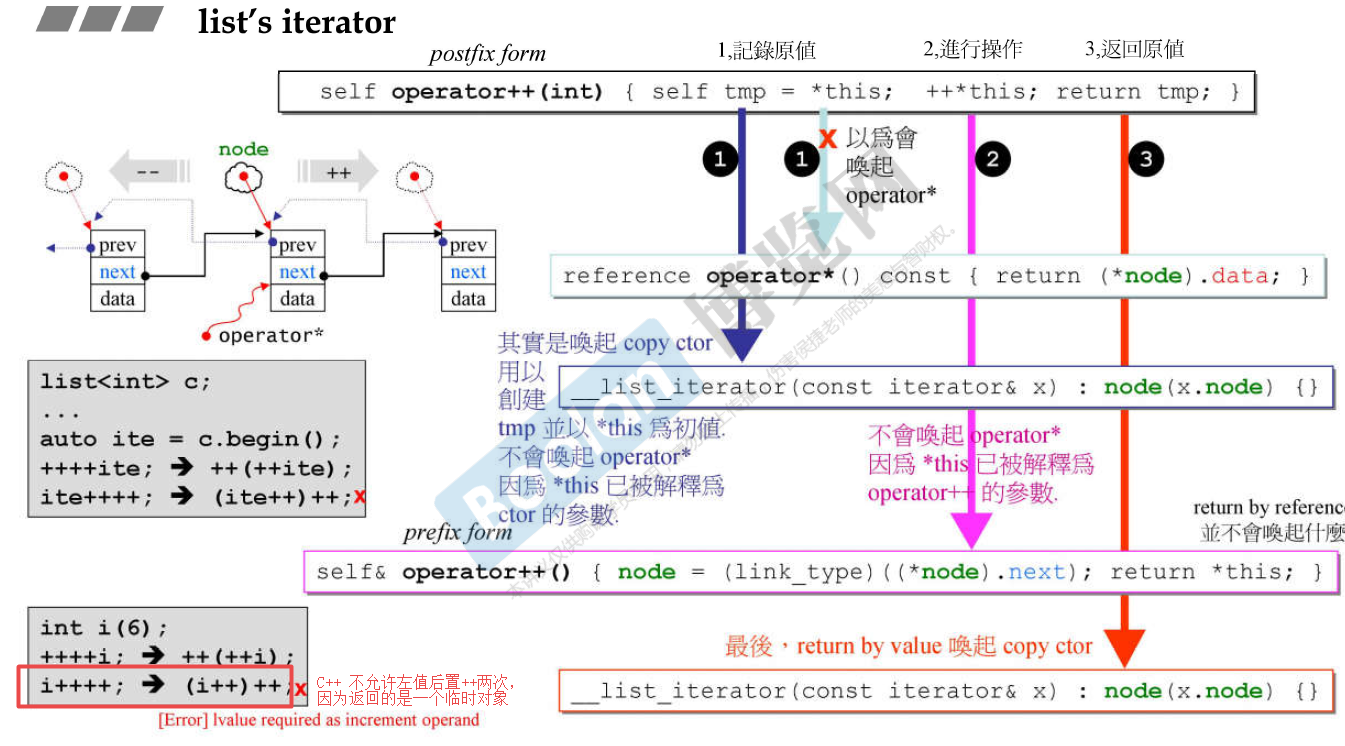 list's iterator
postfix form
1,記錄原値
2,進行操作
3,返回原値
self operator++(int) { self tmp = *this; ++*this; return tmp; }
1
1
x
以爲會
喚起
operator*
2
3
node
--
++
prev
next
data
prev
next
data
prev
next
data
operator*
reference operator*() const { return (*node).data; }
其實是喚起 copy ctor
用以
創建
tmp 並以 *this 爲初値.
不會喚起 operator*
因爲 *this 已被解釋爲
ctor 的參數.
__list_iterator(const iterator& x) : node(x.node) {}
不會喚起 operator*
因爲 *this 已被解釋爲
operator++ 的參數.
list<int> c;
...
auto ite = c.begin();
++++ite; ➔ ++(++ite);
ite++++; ➔ (ite++)++;x
return by reference
並不會喚起什麼
prefix form
self& operator++() { node = (link_type)((*node).next); return *this; }
int i(6);
++++i; ➔ ++(++i);
i++++; ➔ (i++)++;x
C++ 不允许左值后置++两次,
因为返回的是一个临时对象
[Error] lvalue required as increment operand
最後，return by value 喚起 copy ctor
__list_iterator(const iterator& x) : node(x.node) {}
Boolan
博览网